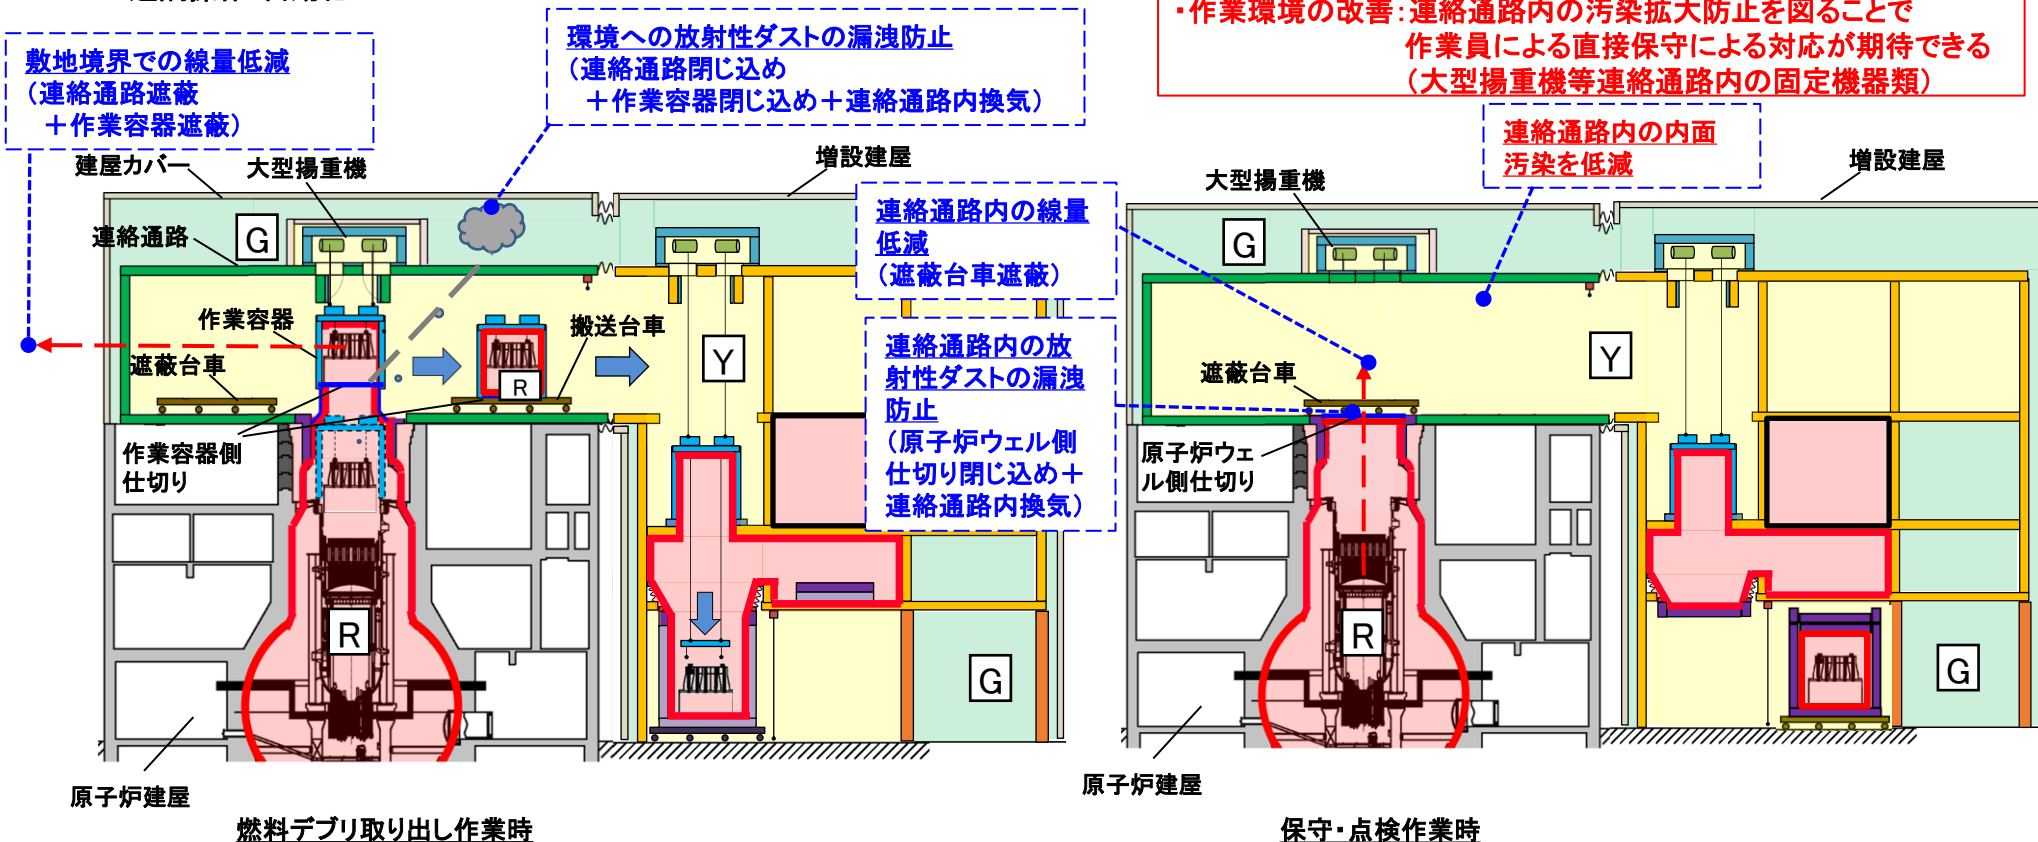 ・作業環境の改善：連絡通路内の汚染拡大防止を図ることで
作業員による直接保守による対応が期待できる
（大型揚重機等連絡通路内の固定機器類）
敷地境界での線量低減
（連絡通路遮蔽
＋作業容器遮蔽）
環境への放射性ダストの漏洩防止
（連絡通路閉じ込め
＋作業容器閉じ込め＋連絡通路内換気）
建屋カバー
大型揚重機
増設建屋
連絡通路
G
作業容器
遮蔽台車
搬送台車
R
Y
作業容器側
仕切り
R
G
原子炉建屋
燃料デブリ取り出し作業時
連絡通路内の線量
低減
（遮蔽台車遮蔽）
連絡通路内の放
射性ダストの漏洩
防止
（原子炉ウェル側
仕切り閉じ込め＋
連絡通路内換気）
連絡通路内の内面
汚染を低減
大型揚重機
増設建屋
G
Y
遮蔽台車
原子炉ウェ
ル側仕切り
R
G
原子炉建屋
保守・点検作業時